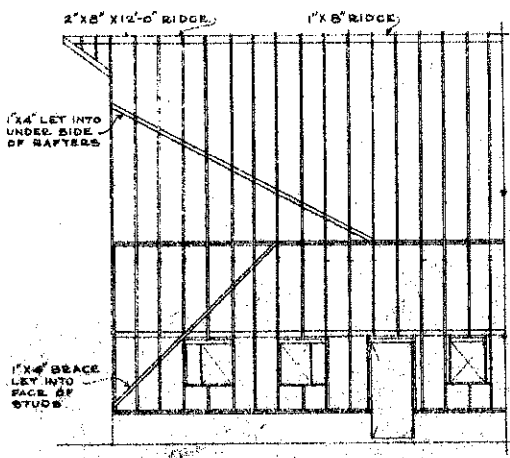 2"X8"X12'-0" RIDGE
1"X8" RIDGE
1"X4" LET INTO
UNDER SIDE
OF RAFTERS
1"X4" BRACE
LET INTO
FACE OF
STUDS